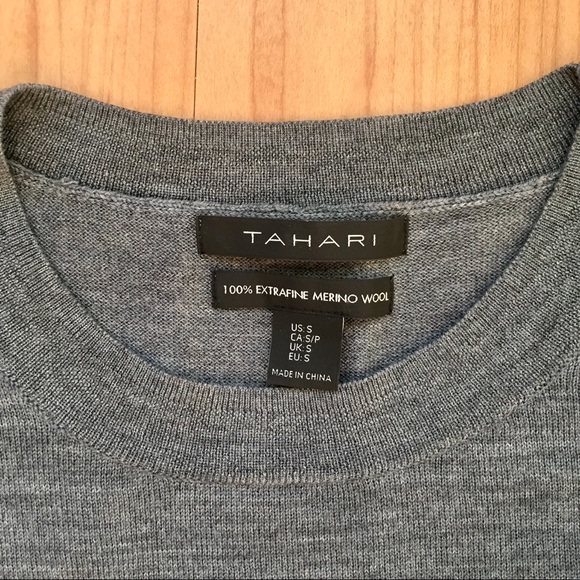 TAHARI
100% EXTRAFINE MERINO WOOL
US:S
CA:S/P
UK:S
EU:S
MADE IN CHINA